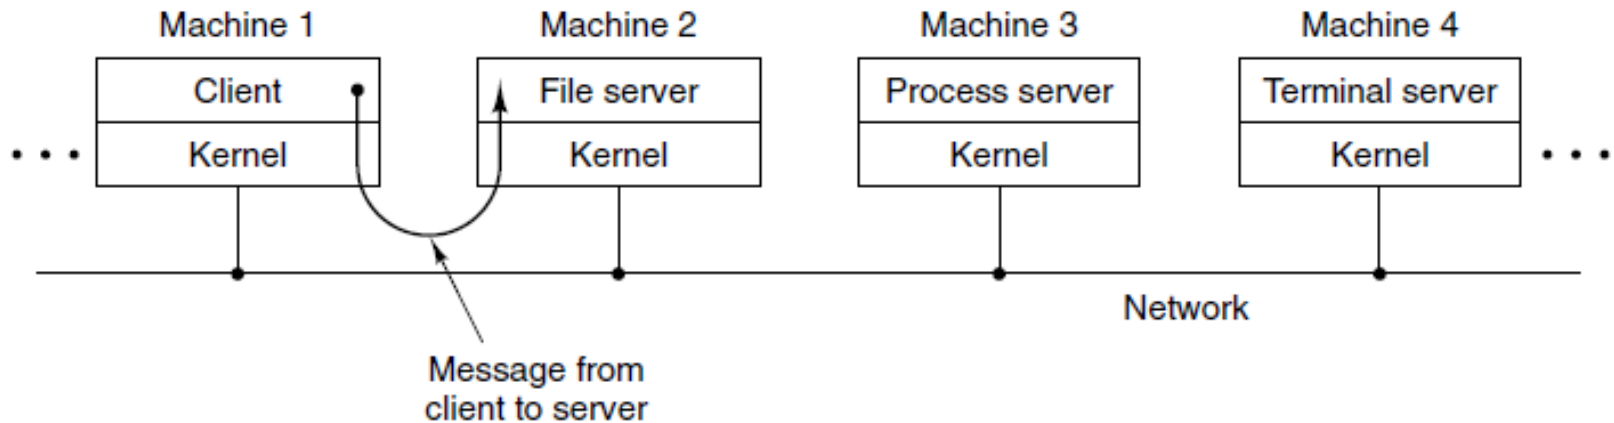 Machine 1
Machine 2
Machine 3
Machine 4
Client
File server
Process server
Terminal server
Kernel
Kernel
Kernel
Kernel
Network
Message from
client to server